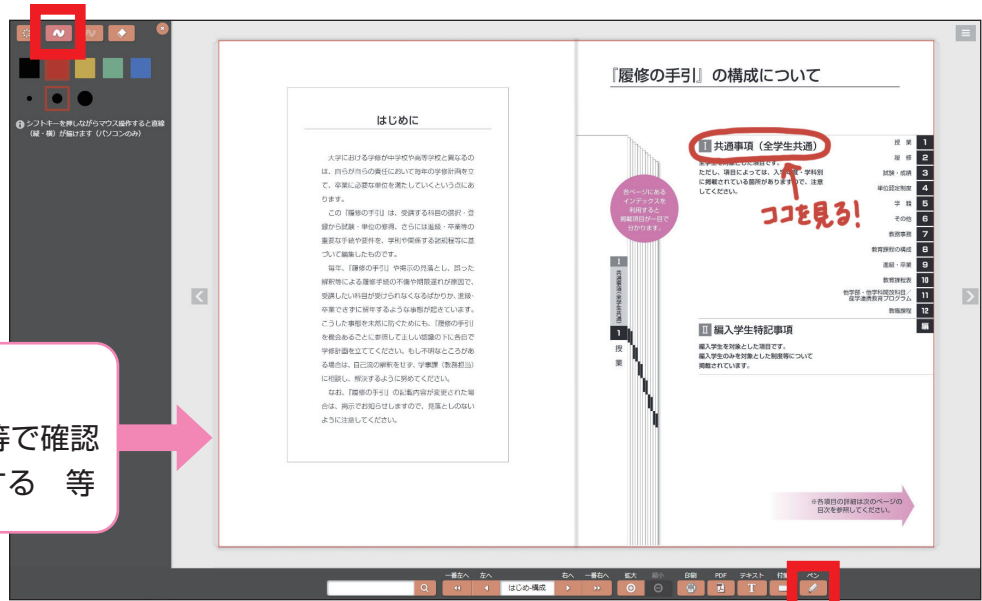 シフトキーを押しながらマウス操作すると直線
（縦・横）が描けます（パソコンのみ）
等で確認
する　等
はじめに
大学における学修が中学校や高等学校と異なるの
は、自らが自らの責任において毎年の学修計画を立
て、卒業に必要な単位を満たしていくという点にあ
ります。
この『履修の手引』は、受講する科目の選択・登
録から試験・単位の修得、さらには進級・卒業等の
重要な手続や要件を、学則や関係する諸規程等に基
づいて編集したものです。
毎年、『履修の手引』や掲示の見落とし、誤った
解釈等による履修手続の不備や期限遅れが原因で、
受講したい科目が受けられなくなるばかりか、進級・
卒業できずに留年するような事態が起きています。
こうした事態を未然に防ぐためにも、『履修の手引』
を機会あるごとに参照して正しい認識の下に各自で
学修計画を立ててください。もし不明なところがあ
る場合は、自己流の解釈をせず、学事課（教務担当）
に相談し、解決するように努めてください。
なお、『履修の手引』の記載内容が変更された場
合は、掲示でお知らせしますので、見落としのない
ように注意してください。
『履修の手引』の構成について
各ページにある
インデックスを
利用すると
掲載項目が一目で
分かります。
I
共通事項（全学生共通）
1
授業
I 共通事項（全学生共通）
全学生を対象とした項目です。
ただし、項目によっては、入学年度・学科別
に掲載されている箇所がありますので、注意
してください。
ココを見る!
II 編入学生特記事項
編入学生を対象とした項目です。
編入学生のみを対象とした制度等について
掲載されています。
授　業 1
履　修 2
試験・成績 3
単位認定制度 4
学　籍 5
その他 6
教務事務 7
教育課程の構成 8
進級・卒業 9
教育課程表 10
他学部・他学科開放科目／
産学連携教育プログラム 11
教職課程 12
編
※各項目の詳細は次のページの
目次を参照してください。
一番左へ 左へ 右へ 一番右へ 拡大 縮小 印刷 PDF テキスト 付箋 ペン
はじめ-構成